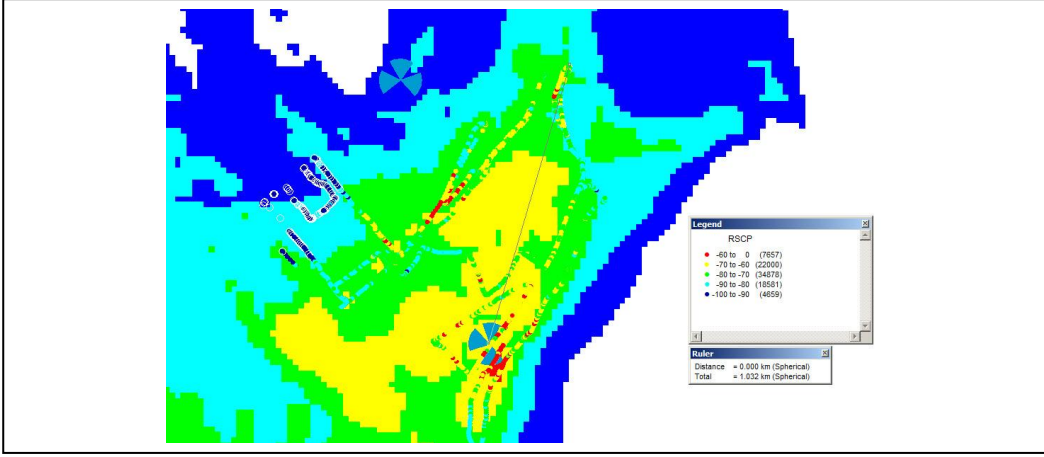 Legend
RSCP
-60 to 0 (7657)
-70 to -60 (22000)
-80 to -70 (34878)
-90 to -80 (18581)
-100 to -90 (4659)
Ruler
Distance = 0.000 km (Spherical)
Total = 1.032 km (Spherical)